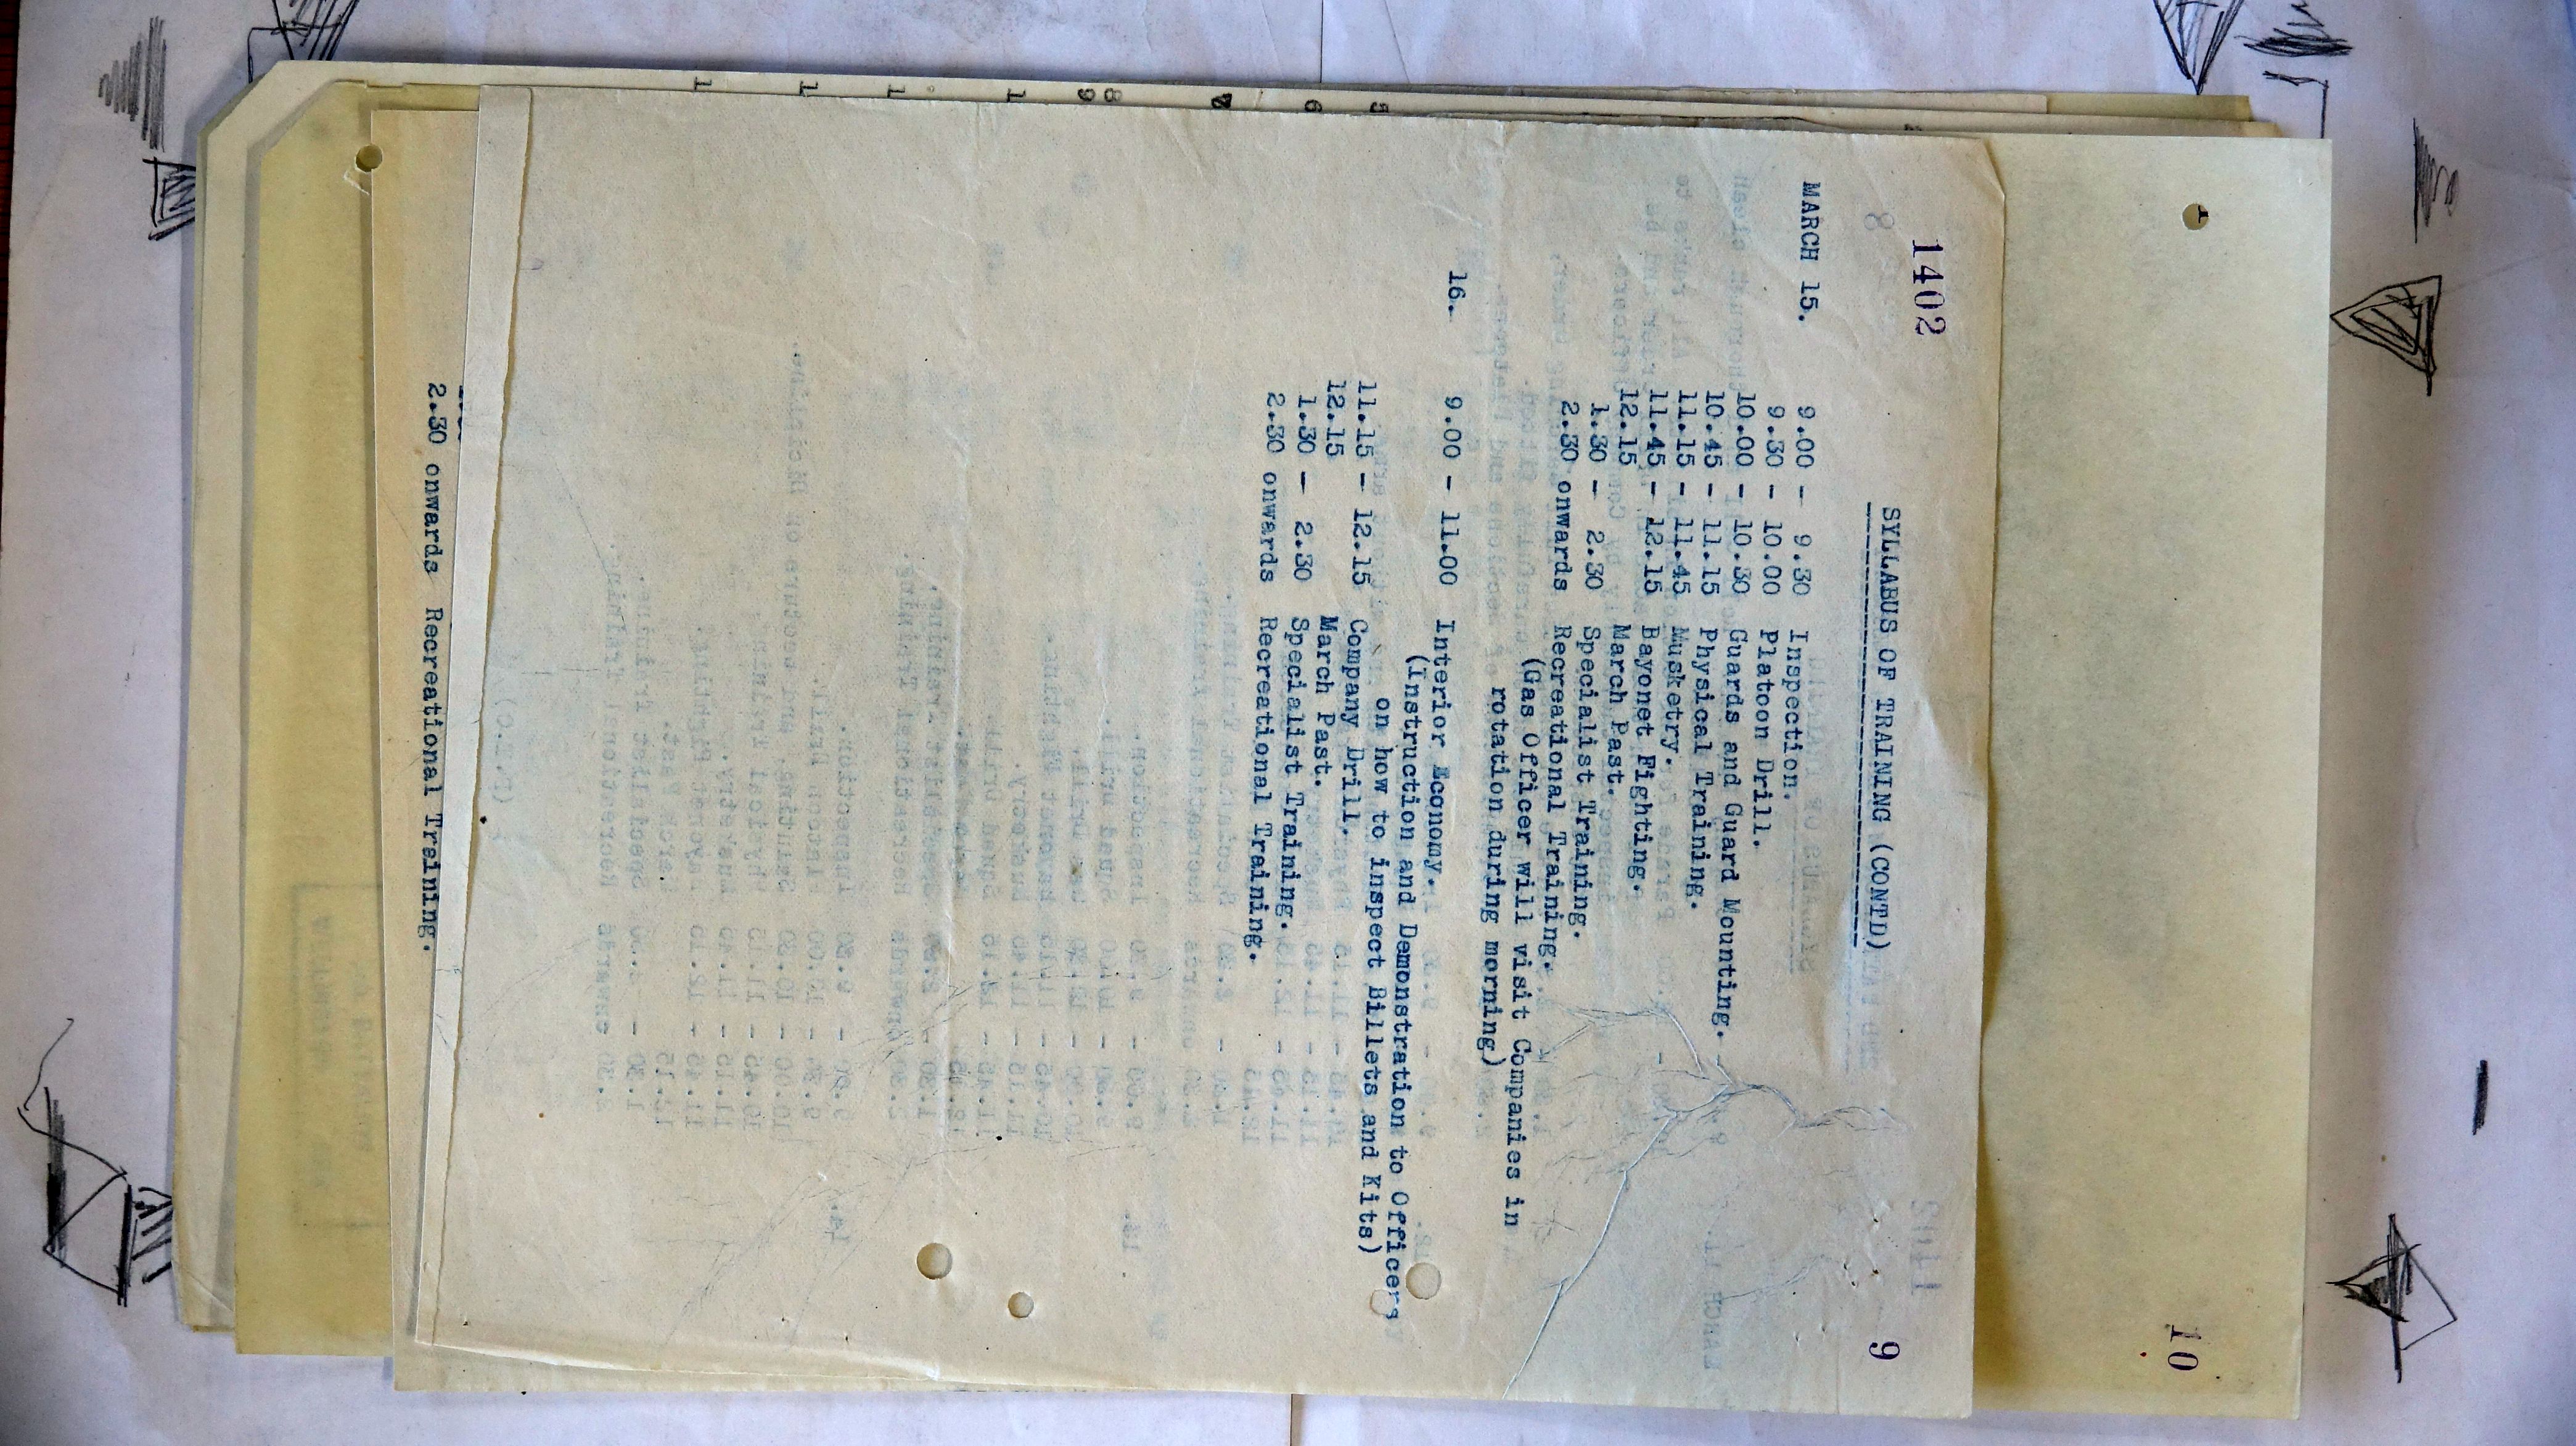 1402
9
SYLLABUS OF TRAINING (CONTD)
MARCH 15. 9.00 - 9.30 Inspection.
9.30 - 10.00 Platoon Drill.
10.00 - 10.30 Guards and Guard Mounting.
10.45 - 11.15 Physical Training.
11.15 - 11.45 Musketry.
11.45 - 12.15 Bayonet Fighting.
12.15 March Past.
1.30 - 2.30 Specialist Training.
2.30 onwards Recreational Training.
(Gas Officer will visit Companies in
rotation during morning)
16. 9.00 - 11.00 Interior Economy.
(Instruction and Demonstration to Officers
on how to inspect Billets and Kits)
11.15 - 12.15 Company Drill.
12.15 March Past.
1.30 - 2.30 Specialist Training.
2.30 onwards Recreational Training.
2.30 onwards Recreational Training.
10